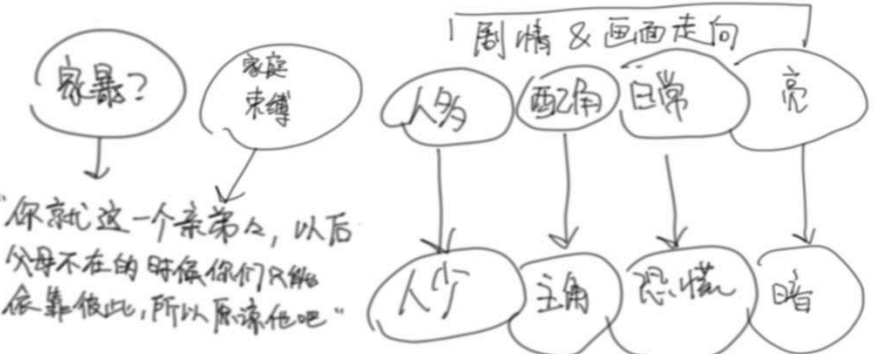 剧情&画面走向
家暴?
家庭
束缚
人多
配角
日常
亮
"你就这一个亲弟々,以后
父母不在的时候你们只能
依靠彼此,所以原谅他吧"
人少
主角
恐慌
暗